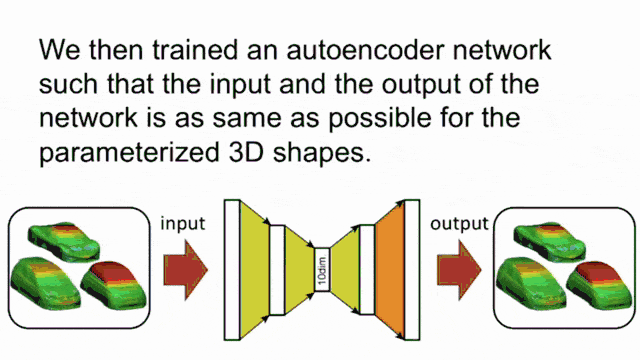 We then trained an autoencoder network
such that the input and the output of the
network is as same as possible for the
parameterized 3D shapes.
input
10dim
output